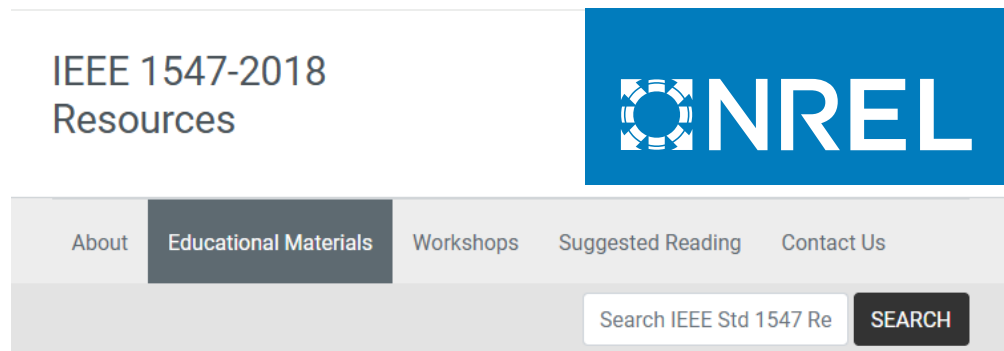 IEEE 1547-2018
Resources
NREL
About Educational Materials Workshops Suggested Reading Contact Us
Search IEEE Std 1547 Re SEARCH